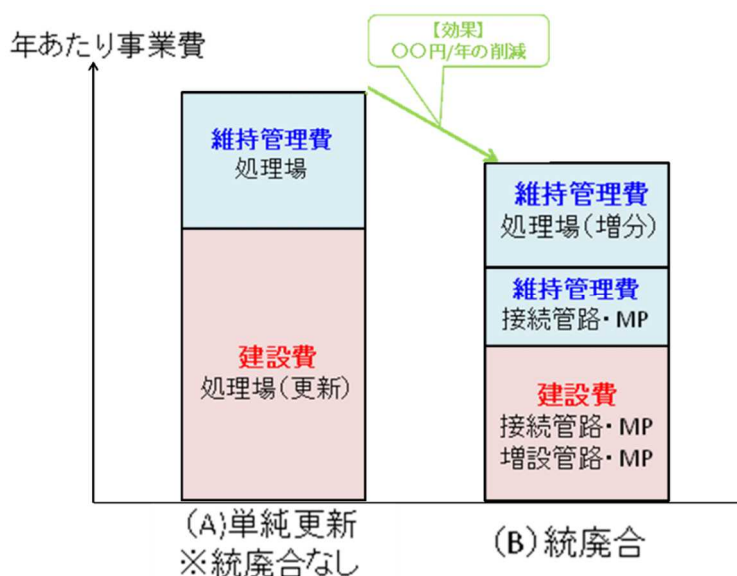 年あたり事業費
【効果】
〇〇円/年の削減
維持管理費
処理場
建設費
処理場(更新)
維持管理費
処理場(増分)
維持管理費
接続管路・MP
建設費
接続管路・MP
増設管路・MP
(A)単純更新
※統廃合なし
(B)統廃合